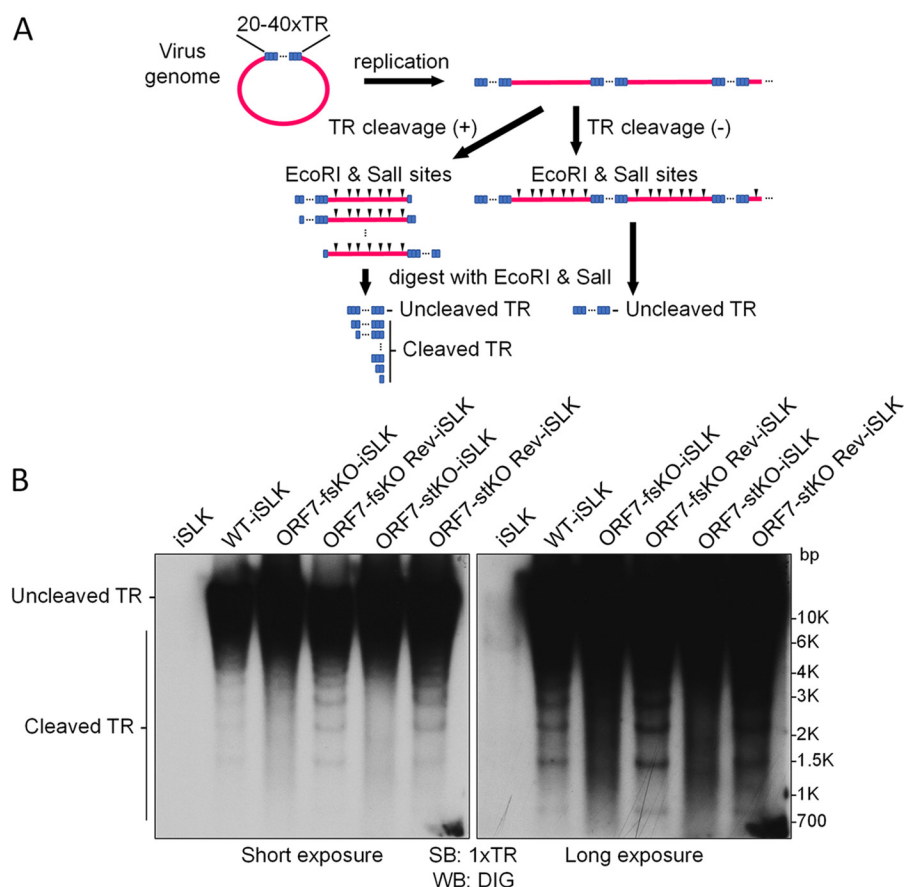 A
20-40xTR
Virus
genome
replication
TR cleavage (+)
TR cleavage (-)
EcoRI & SalI sites
EcoRI & SalI sites
digest with EcoRI & SalI
Uncleaved TR
Uncleaved TR
Cleaved TR
B
iSLK
WT-iSLK
ORF7-fsKO-iSLK
ORF7-fsKO Rev-iSLK
ORF7-stKO-iSLK
ORF7-stKO Rev-iSLK
iSLK
WT-iSLK
ORF7-fsKO-iSLK
ORF7-fsKO Rev-iSLK
ORF7-stKO-iSLK
ORF7-stKO Rev-iSLK
bp
Uncleaved TR
10K
6K
4K
3K
Cleaved TR
2K
1.5K
1K
700
Short exposure
SB: 1xTR
Long exposure
WB: DIG